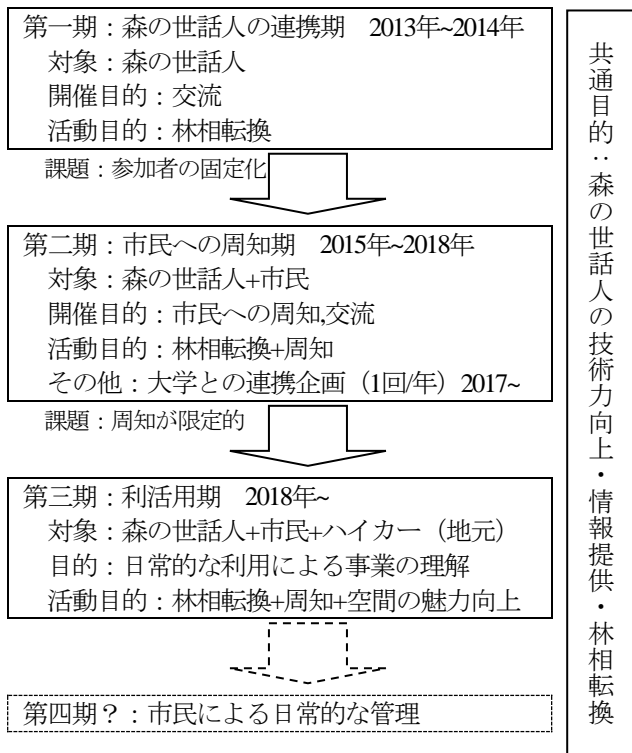 第一期：森の世話人の連携期　2013年~2014年
対象：森の世話人
開催目的：交流
活動目的：林相転換
課題：参加者の固定化
第二期：市民への周知期　2015年~2018年
対象：森の世話人+市民
開催目的：市民への周知,交流
活動目的：林相転換+周知
その他：大学との連携企画（1回/年）2017~
課題：周知が限定的
第三期：利活用期　2018年~
対象：森の世話人+市民+ハイカー（地元）
目的：日常的な利用による事業の理解
活動目的：林相転換+周知+空間の魅力向上
第四期？：市民による日常的な管理
共通目的：森の世話人の技術力向上・情報提供・林相転換